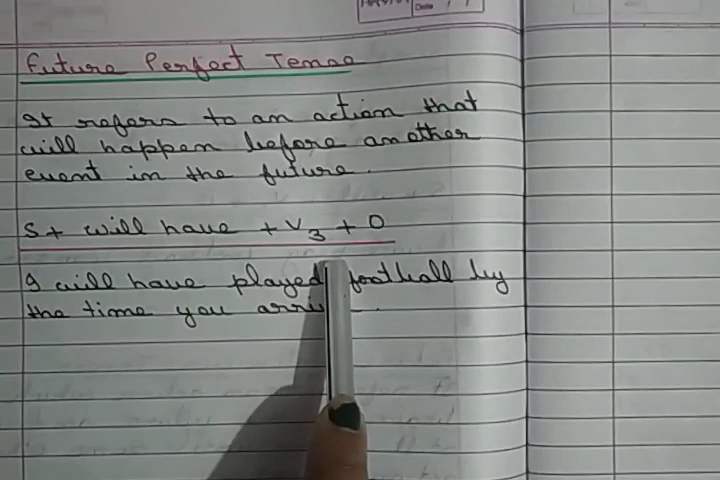 Future Perfect Tense
It refers to an action that
will happen before another
event in the future.
S+ will have + V3 + O
I will have played football by
the time you
Date